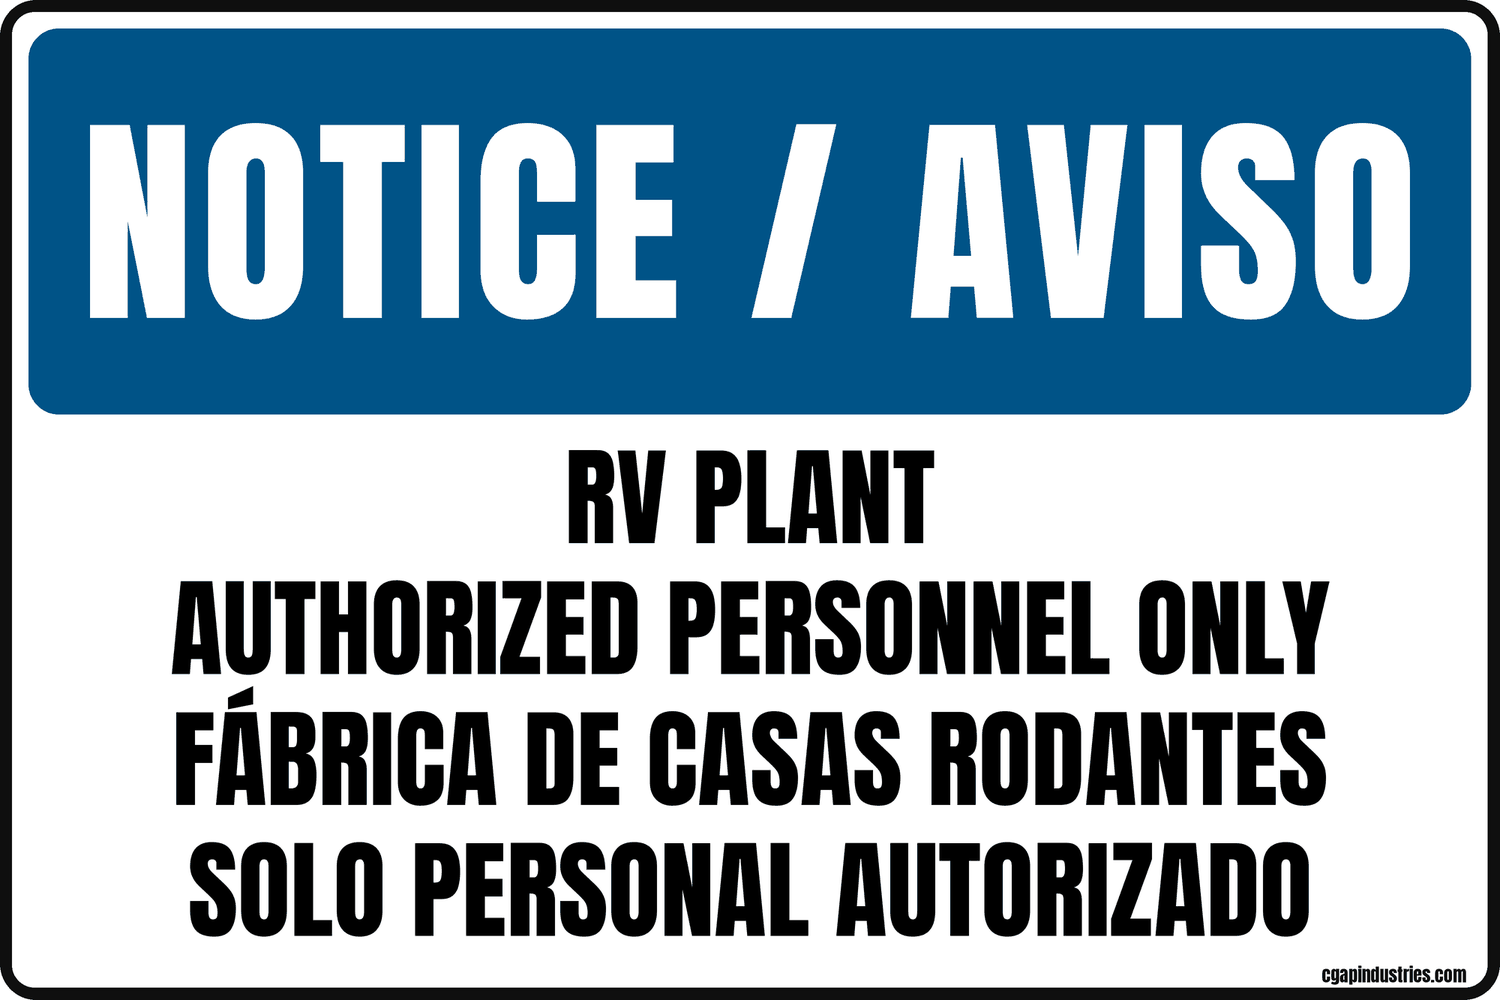 NOTICE / AVISO
RV PLANT
AUTHORIZED PERSONNEL ONLY
FÁBRICA DE CASAS RODANTES
SOLO PERSONAL AUTORIZADO
cgapindustries.com